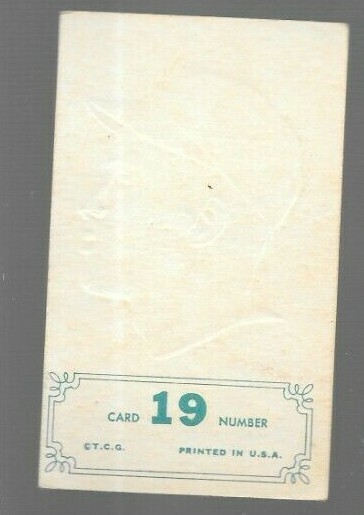 CARD 19 NUMBER
©T.C.G. PRINTED IN U.S.A.